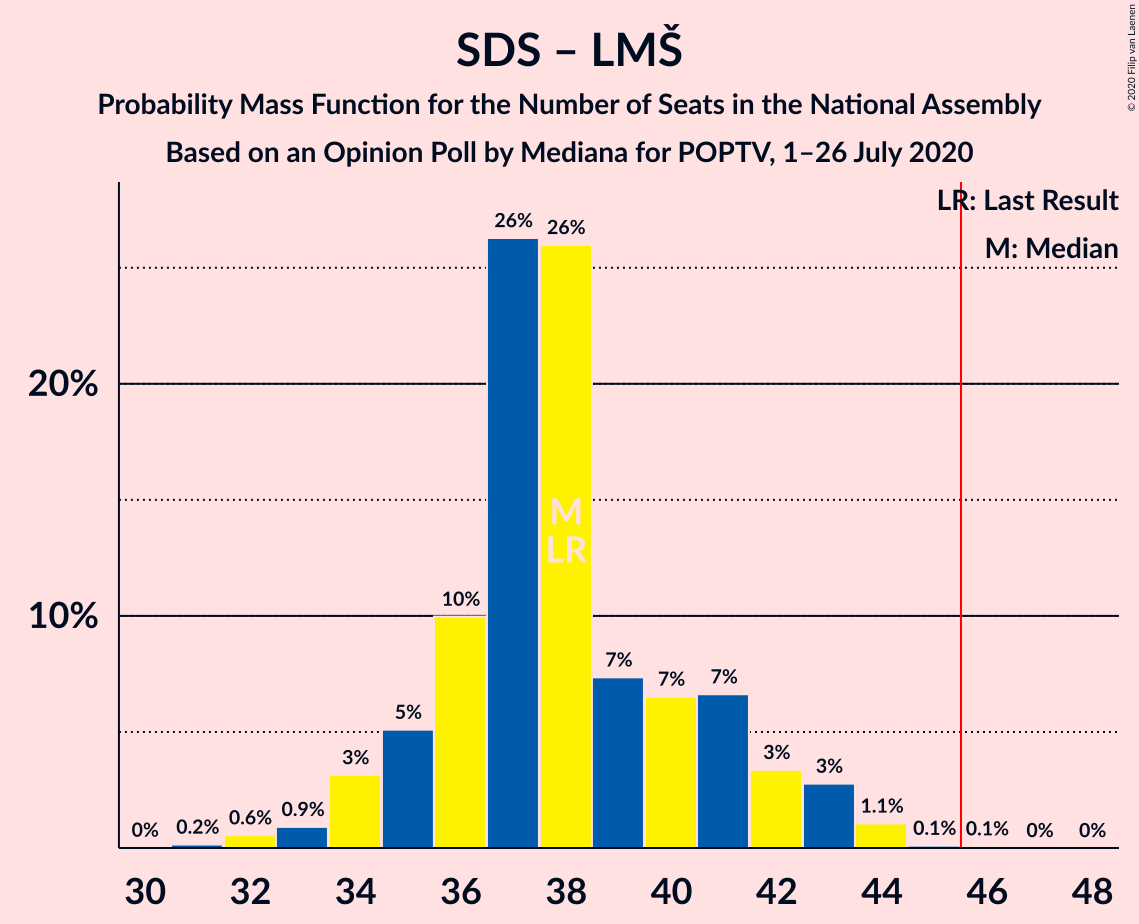 SDS – LMŠ
Probability Mass Function for the Number of Seats in the National Assembly
Based on an Opinion Poll by Mediana for POPTV, 1–26 July 2020
© 2020 Filip van Laenen
LR: Last Result
M: Median
26% 26%
20%
M
LR
10%
10%
7% 7% 7%
5%
3% 3% 3%
0% 0.2% 0.6% 0.9% 1.1% 0.1% 0.1% 0% 0%
30 32 34 36 38 40 42 44 46 48